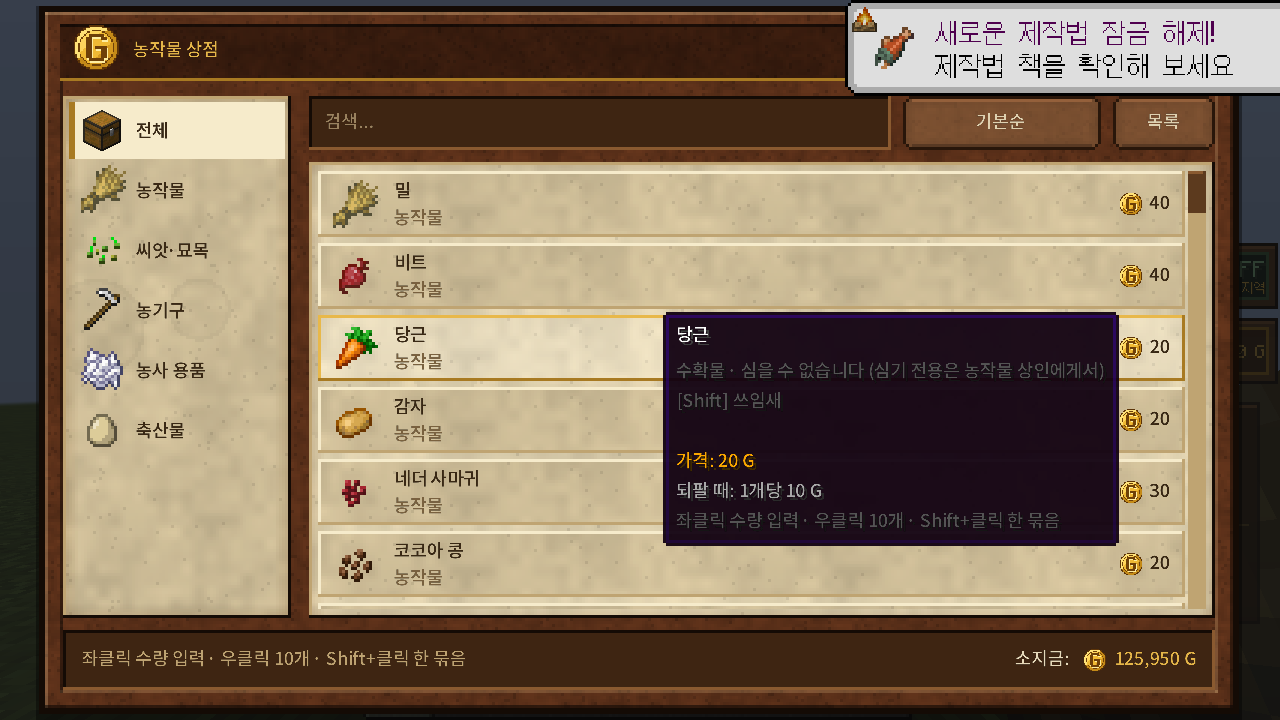 농작물 상점
새로운 제작법 잠금 해제!
제작법 책을 확인해 보세요
전체
농작물
씨앗·묘목
농기구
농사 용품
축산물
검색...
기본순
목록
밀
농작물
40
비트
농작물
40
당근
농작물
20
감자
농작물
20
네더 사마귀
농작물
30
코코아 콩
농작물
20
당근
수확물 · 심을 수 없습니다 (심기 전용은 농작물 상인에게서)
[Shift] 쓰임새
가격: 20 G
되팔 때: 1개당 10 G
좌클릭 수량 입력 · 우클릭 10개 · Shift+클릭 한 묶음
FF
지역
G
좌클릭 수량 입력 · 우클릭 10개 · Shift+클릭 한 묶음
소지금: 125,950 G